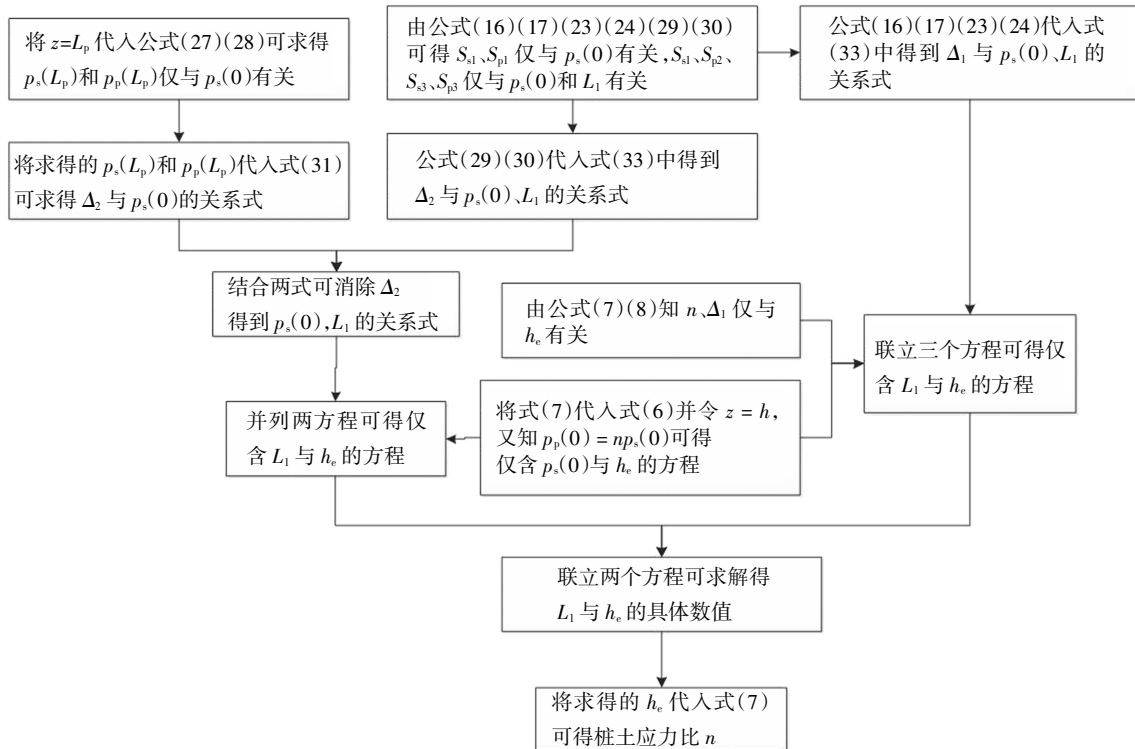 将 z=Lₚ 代入公式(27)(28)可求得
pₛ(Lₚ)和 pₚ(Lₚ)仅与 pₛ(0)有关
由公式(16)(17)(23)(24)(29)(30)
可得 Sₛ₁、Sₚ₁ 仅与 pₛ(0)有关,Sₛ₁、Sₚ₂、
Sₛ₃、Sₚ₃ 仅与 pₛ(0)和 L₁ 有关
公式(16)(17)(23)(24)代入式
(33)中得到 Δ₁ 与 pₛ(0)、L₁ 的
关系式
将求得的 pₛ(Lₚ)和 pₚ(Lₚ)代入式(31)
可求得 Δ₂ 与 pₛ(0)的关系式
公式(29)(30)代入式(33)中得到
Δ₂ 与 pₛ(0)、L₁ 的关系式
结合两式可消除 Δ₂
得到 pₛ(0),L₁ 的关系式
由公式(7)(8)知 n、Δ₁ 仅与
hₑ 有关
联立三个方程可得仅
含 L₁ 与 hₑ 的方程
并列两方程可得仅
含 L₁ 与 hₑ 的方程
将式(7)代入式(6)并令 z = h,
又知 pₚ(0) = npₛ(0)可得
仅含 pₛ(0)与 hₑ 的方程
联立两个方程可求解得
L₁ 与 hₑ 的具体数值
将求得的 hₑ 代入式(7)
可得桩土应力比 n